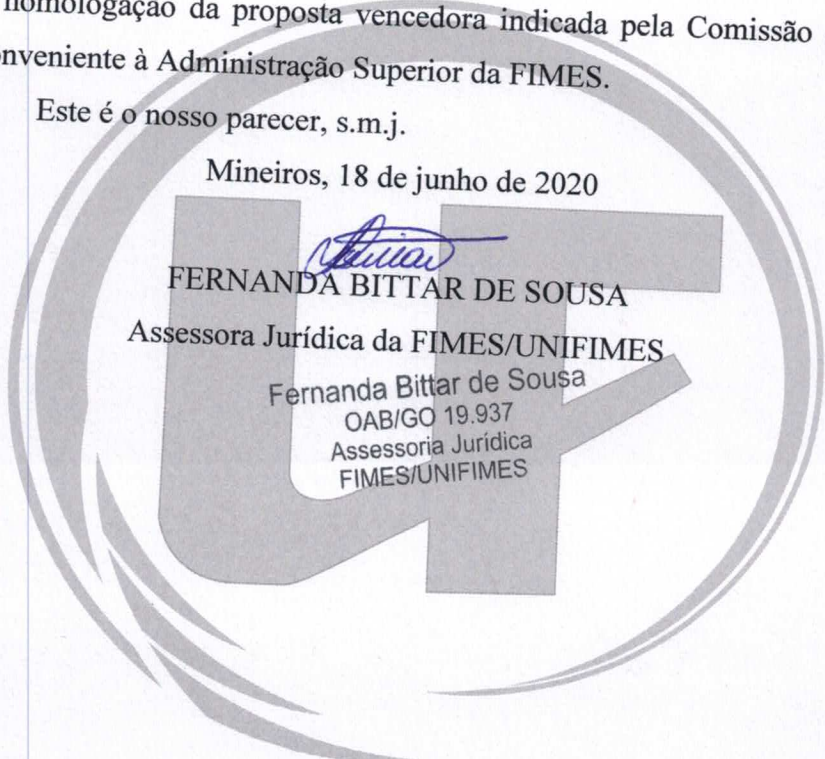 homologação da proposta vencedora indicada pela Comissão
onveniente à Administração Superior da FIMES.
Este é o nosso parecer, s.m.j.
Mineiros, 18 de junho de 2020
FERNANDA BITTAR DE SOUSA
Assessora Jurídica da FIMES/UNIFIMES
Fernanda Bittar de Sousa
OAB/GO 19.937
Assessoria Jurídica
FIMES/UNIFIMES